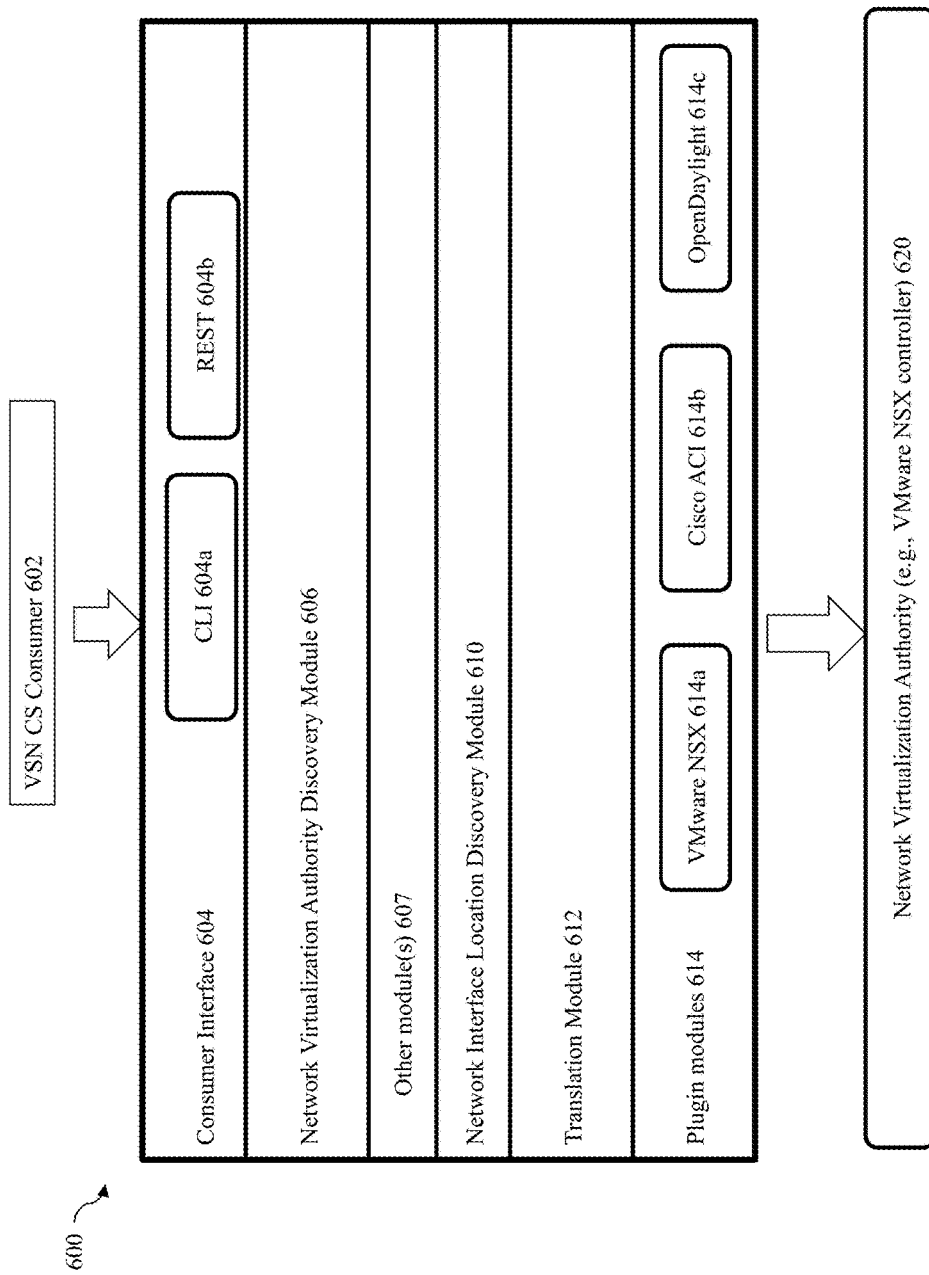 600
VSN CS Consumer 602
Consumer Interface 604
CLI 604a
REST 604b
Network Virtualization Authority Discovery Module 606
Other module(s) 607
Network Interface Location Discovery Module 610
Translation Module 612
Plugin modules 614
VMware NSX 614a
Cisco ACI 614b
OpenDaylight 614c
Network Virtualization Authority (e.g., VMware NSX controller) 620